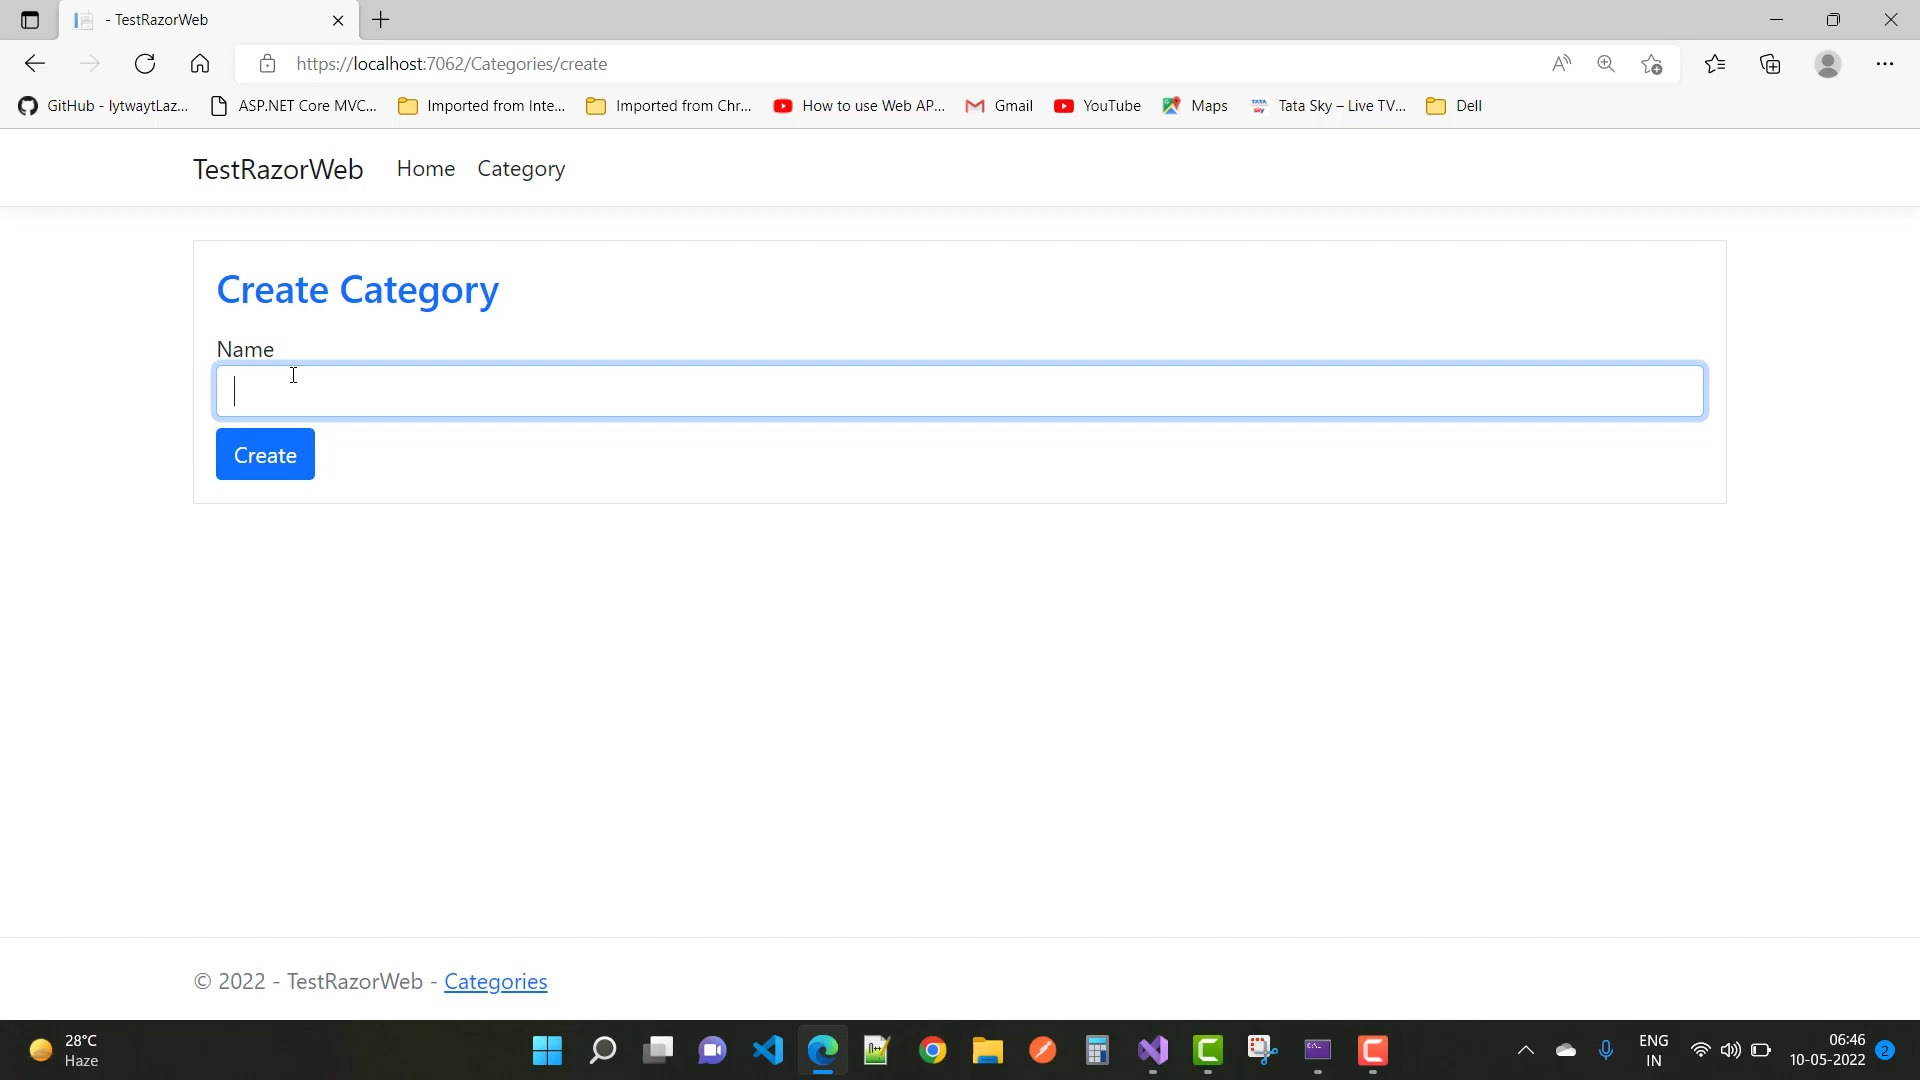 - TestRazorWeb
https://localhost:7062/Categories/create
GitHub - lytwaytLaz...
ASP.NET Core MVC...
Imported from Inte...
Imported from Chr...
How to use Web AP...
Gmail
YouTube
Maps
TATA sky
Tata Sky – Live TV...
Dell
TestRazorWeb
Home
Category
Create Category
Name
Create
© 2022 - TestRazorWeb - Categories
28°C
Haze
ENG
IN
06:46
10-05-2022
2